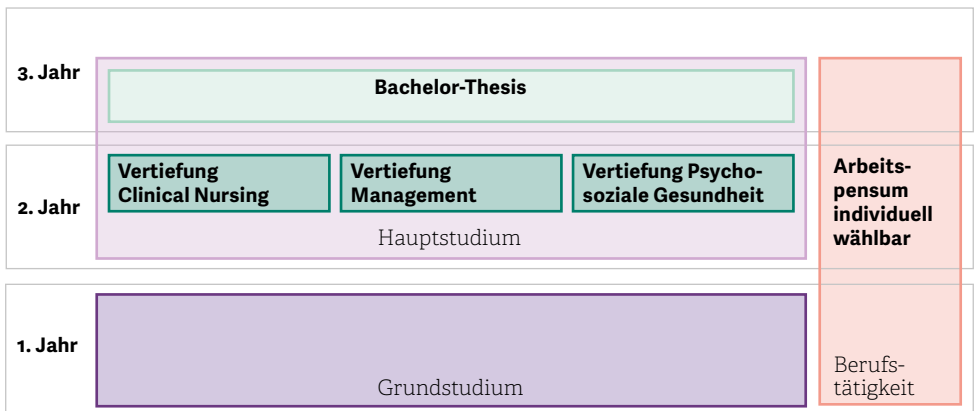 3. Jahr
Bachelor-Thesis
2. Jahr
Vertiefung
Clinical Nursing
Vertiefung
Management
Vertiefung Psycho-
soziale Gesundheit
Hauptstudium
Arbeits-
pensum
individuell
wählbar
1. Jahr
Grundstudium
Berufs-
tätigkeit